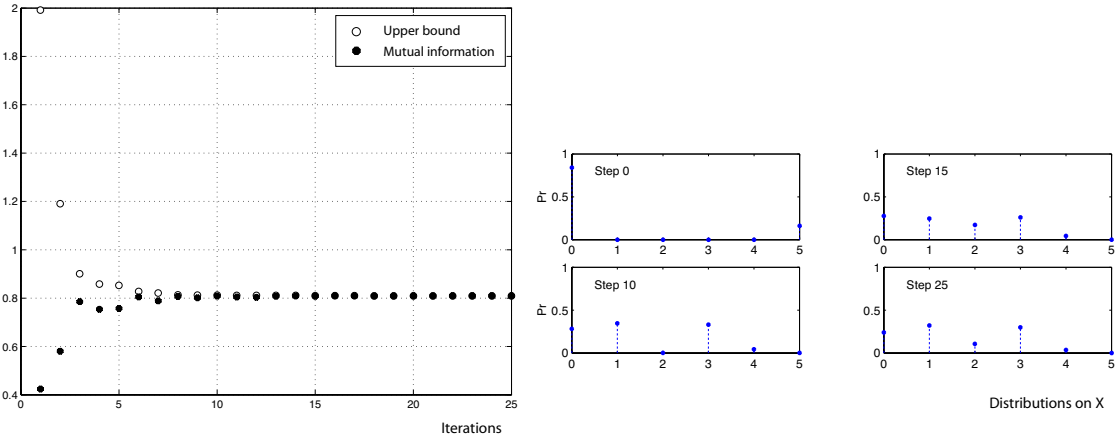 2
1.8
1.6
1.4
1.2
1
0.8
0.6
0.4
0 5 10 15 20 25
Upper bound
Mutual information
Iterations
1
0.5
0
Pr
Step 0
0 1 2 3 4 5
1
0.5
0
Step 15
0 1 2 3 4 5
1
0.5
0
Pr
Step 10
0 1 2 3 4 5
1
0.5
0
Step 25
0 1 2 3 4 5
Distributions on X